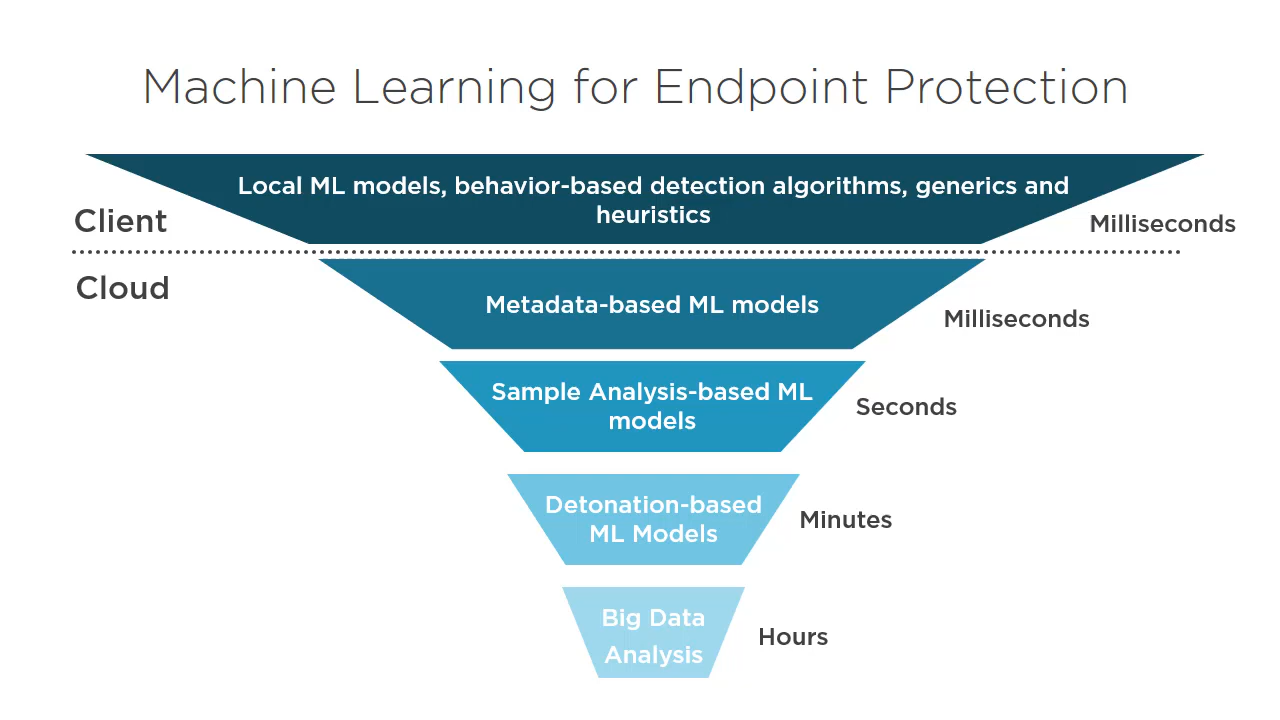 Machine Learning for Endpoint Protection
Local ML models, behavior-based detection algorithms, generics and
heuristics
Client
Milliseconds
Cloud
Metadata-based ML models
Milliseconds
Sample Analysis-based ML
models
Seconds
Detonation-based
ML Models
Minutes
Big Data
Analysis
Hours